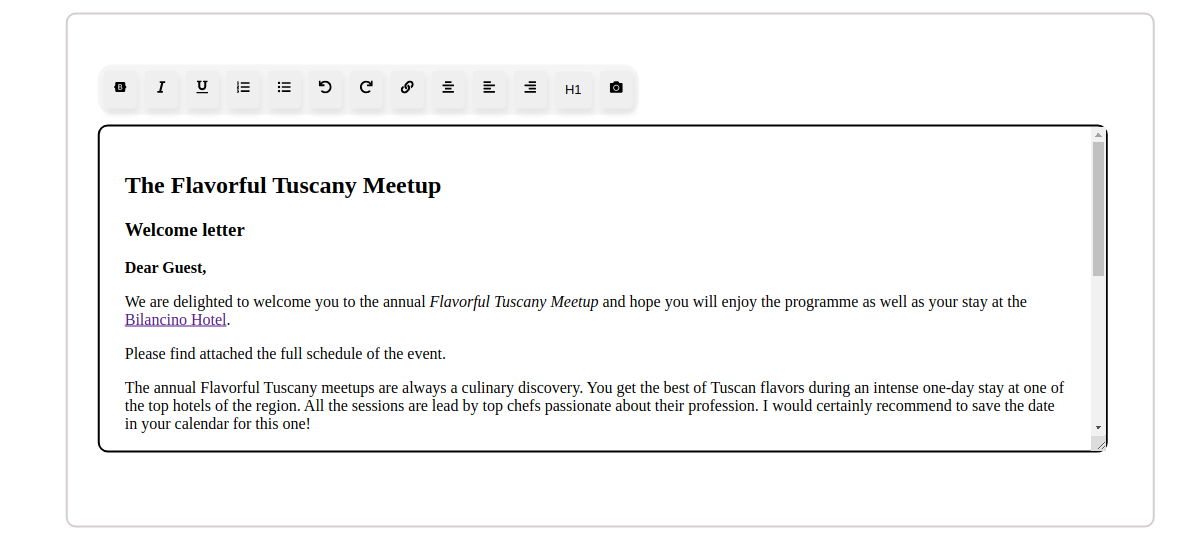 B I U H1
The Flavorful Tuscany Meetup
Welcome letter
Dear Guest,
We are delighted to welcome you to the annual Flavorful Tuscany Meetup and hope you will enjoy the programme as well as your stay at the
Bilancino Hotel.
Please find attached the full schedule of the event.
The annual Flavorful Tuscany meetups are always a culinary discovery. You get the best of Tuscan flavors during an intense one-day stay at one of
the top hotels of the region. All the sessions are lead by top chefs passionate about their profession. I would certainly recommend to save the date
in your calendar for this one!